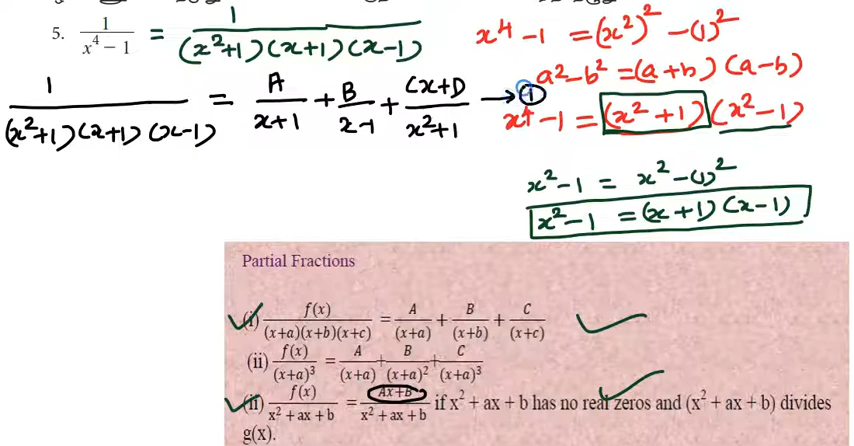 5. 1/(x⁴ − 1) = 1/((x²+1)(x+1)(x−1))
x⁴ − 1 = (x²)² − (1)²
a² − b² = (a+b)(a−b)
1/((x²+1)(x+1)(x−1)) = A/(x+1) + B/(x−1) + (Cx+D)/(x²+1) → ①
x⁴ − 1 = (x²+1)(x²−1)
x² − 1 = x² − (1)²
x² − 1 = (x+1)(x−1)
Partial Fractions
(i) f(x)/((x+a)(x+b)(x+c)) = A/(x+a) + B/(x+b) + C/(x+c)
(ii) f(x)/(x+a)³ = A/(x+a) + B/(x+a)² + C/(x+a)³
(ii) f(x)/(x² + ax + b) = (Ax+B)/(x² + ax + b) if x² + ax + b has no real zeros and (x² + ax + b) divides
g(x).